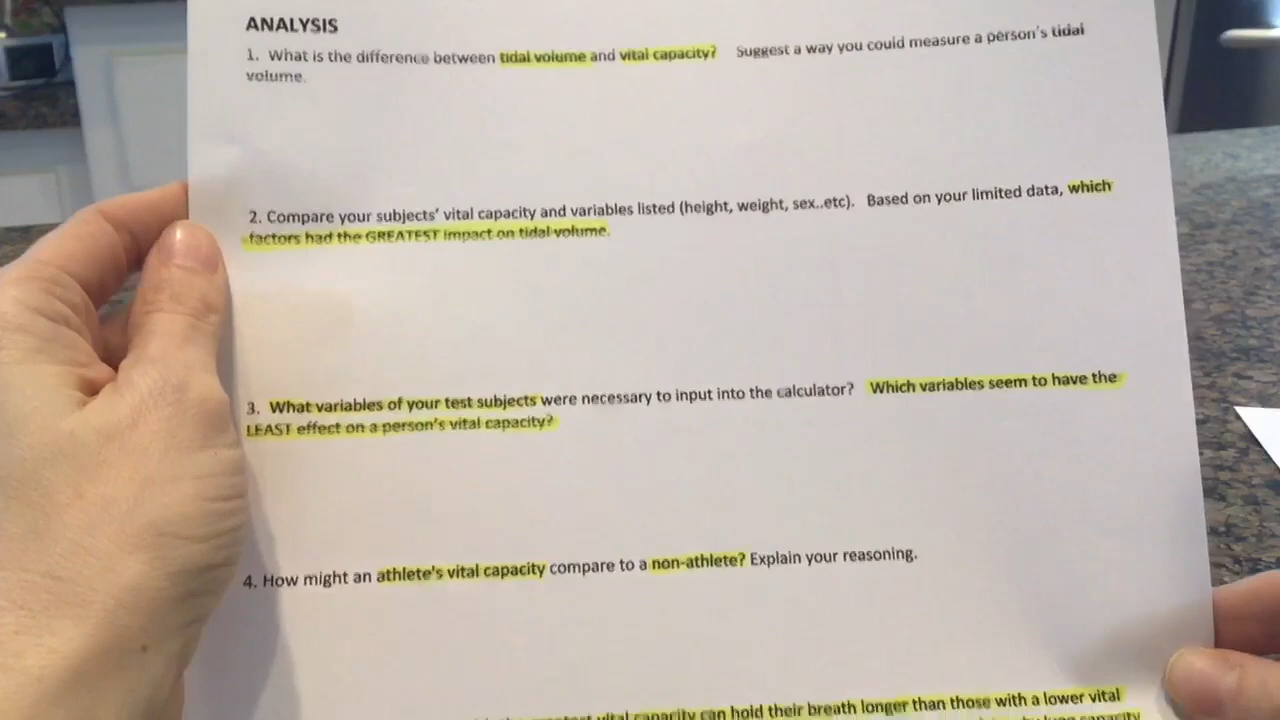 ANALYSIS
1. What is the difference between tidal volume and vital capacity? Suggest a way you could measure a person's tidal
volume.
2. Compare your subjects' vital capacity and variables listed (height, weight, sex..etc). Based on your limited data, which
factors had the GREATEST impact on tidal volume.
3. What variables of your test subjects were necessary to input into the calculator? Which variables seem to have the
LEAST effect on a person's vital capacity?
4. How might an athlete's vital capacity compare to a non-athlete? Explain your reasoning.
greatest vital capacity can hold their breath longer than those with a lower vital
lung capacity